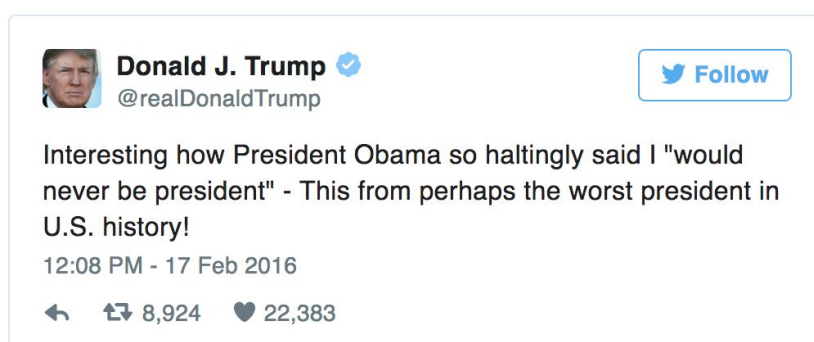 Donald J. Trump
@realDonaldTrump
Follow
Interesting how President Obama so haltingly said I "would
never be president" - This from perhaps the worst president in
U.S. history!
12:08 PM - 17 Feb 2016
8,924 22,383